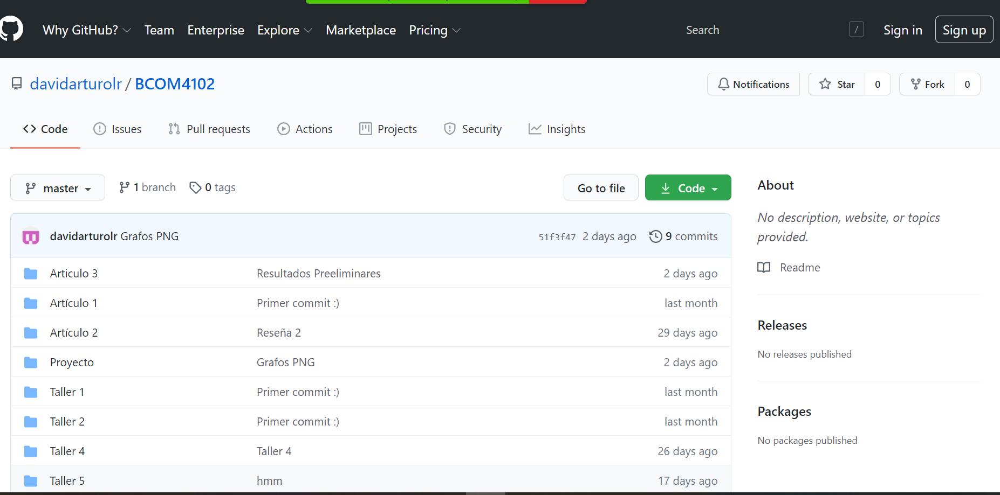 Why GitHub? Team Enterprise Explore Marketplace Pricing Search / Sign in Sign up
davidarturolr / BCOM4102 Notifications Star 0 Fork 0
Code Issues Pull requests Actions Projects Security Insights
master 1 branch 0 tags Go to file Code
About
No description, website, or topics
provided.
Readme
davidarturolr Grafos PNG 51f3f47 2 days ago 9 commits
Articulo 3 Resultados Preeliminares 2 days ago
Artículo 1 Primer commit :) last month
Artículo 2 Reseña 2 29 days ago
Proyecto Grafos PNG 2 days ago
Taller 1 Primer commit :) last month
Taller 2 Primer commit :) last month
Taller 4 Taller 4 26 days ago
Taller 5 hmm 17 days ago
Releases
No releases published
Packages
No packages published